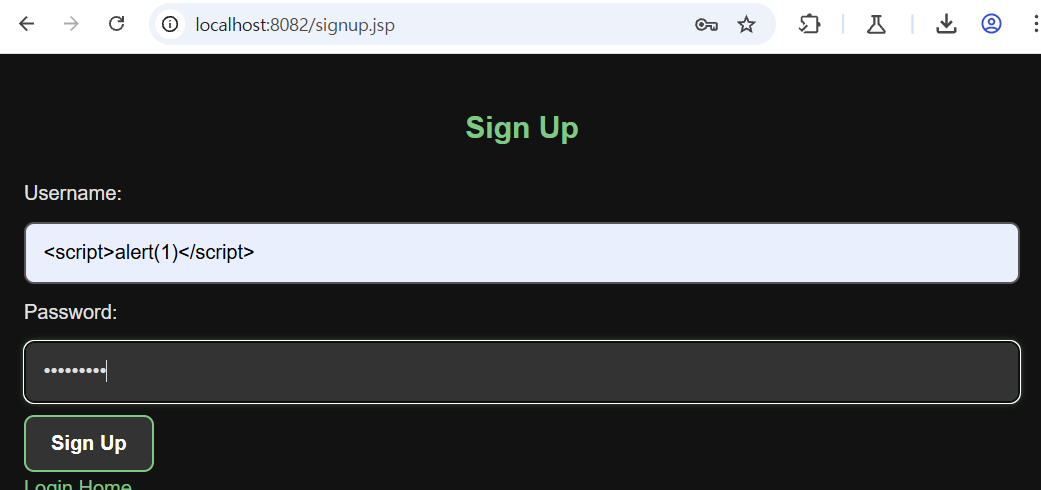 localhost:8082/signup.jsp
Sign Up
Username:
<script>alert(1)</script>
Password:
•••••••••
Sign Up
Login Home